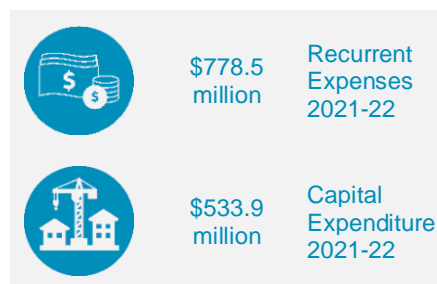 $778.5
million
Recurrent
Expenses
2021-22
$533.9
million
Capital
Expenditure
2021-22